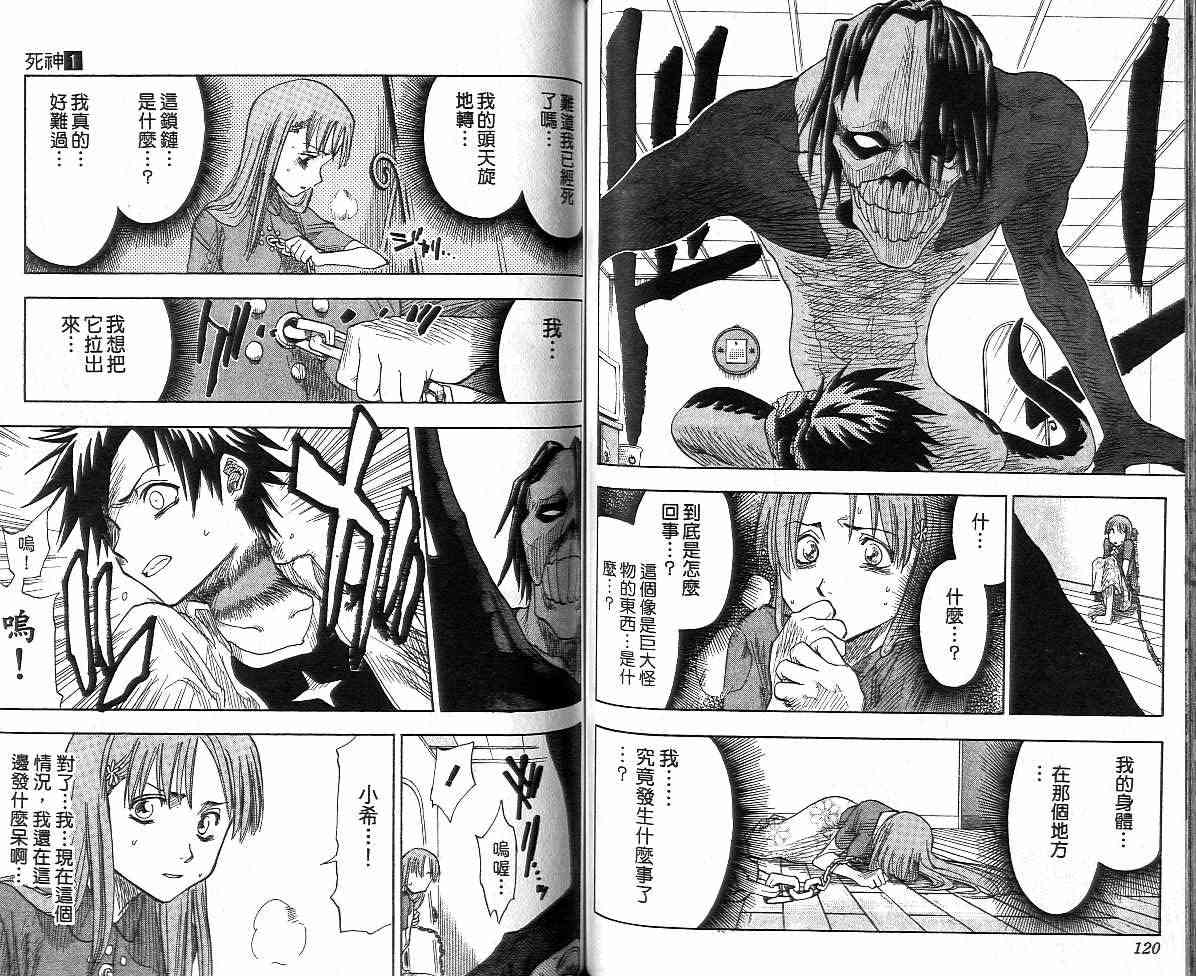 什…
什麼…？
到底是怎麼
回事…？
這個像是巨大怪
物的東西…是什
麼…？
我的身體…
在那個地方
…
我……
究竟發生什麼事了
…？
120
死神1
難道我已經死
了嗎…
我的頭天旋
地轉…
這鎖鏈…
是什麼…？
我真的…
好難過…
ジャリ
我…
我想把
它拉出
來…
嗚！
嗚！
！
嗚喔…
小希…！
對了…我…現在這個
情況，我還在這
邊發什麼呆啊…